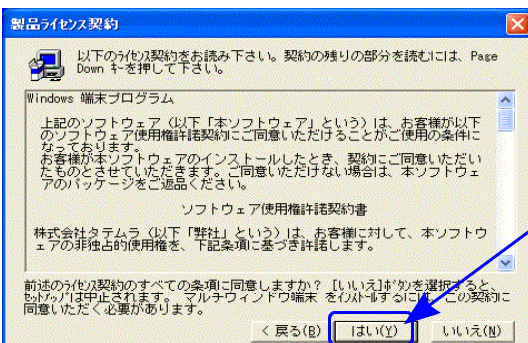 製品ライセンス契約
以下のライセンス契約をお読み下さい。契約の残りの部分を読むには、Page
Down キーを押して下さい。
Windows 端末プログラム
上記のソフトウェア（以下「本ソフトウェア」という）は、お客様が以下
のソフトウェア使用権許諾契約にご同意いただけることがご使用の条件に
なっております。
お客様が本ソフトウェアのインストールしたとき、契約にご同意いただい
たものとさせていただきます。ご同意いただけない場合は、本ソフトウェ
アのパッケージをご返品ください。
ソフトウェア使用権許諾契約書
株式会社タテムラ（以下「弊社」という）は、お客様に対して、本ソフトウ
ェアの非独占的使用権を、下記条項に基づき許諾します。
前述のライセンス契約のすべての条項に同意しますか？ [いいえ]ボタンを選択すると、
セットアップは中止されます。 マルチウィンドウ端末 をインストールするには、この契約に
同意いただく必要があります。
< 戻る(B) はい(Y) いいえ(N)